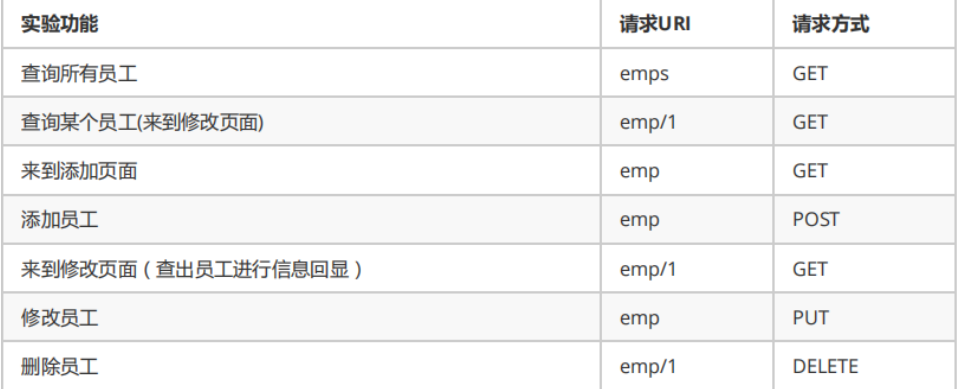 实验功能 请求URI 请求方式
查询所有员工 emps GET
查询某个员工(来到修改页面) emp/1 GET
来到添加页面 emp GET
添加员工 emp POST
来到修改页面（查出员工进行信息回显） emp/1 GET
修改员工 emp PUT
删除员工 emp/1 DELETE